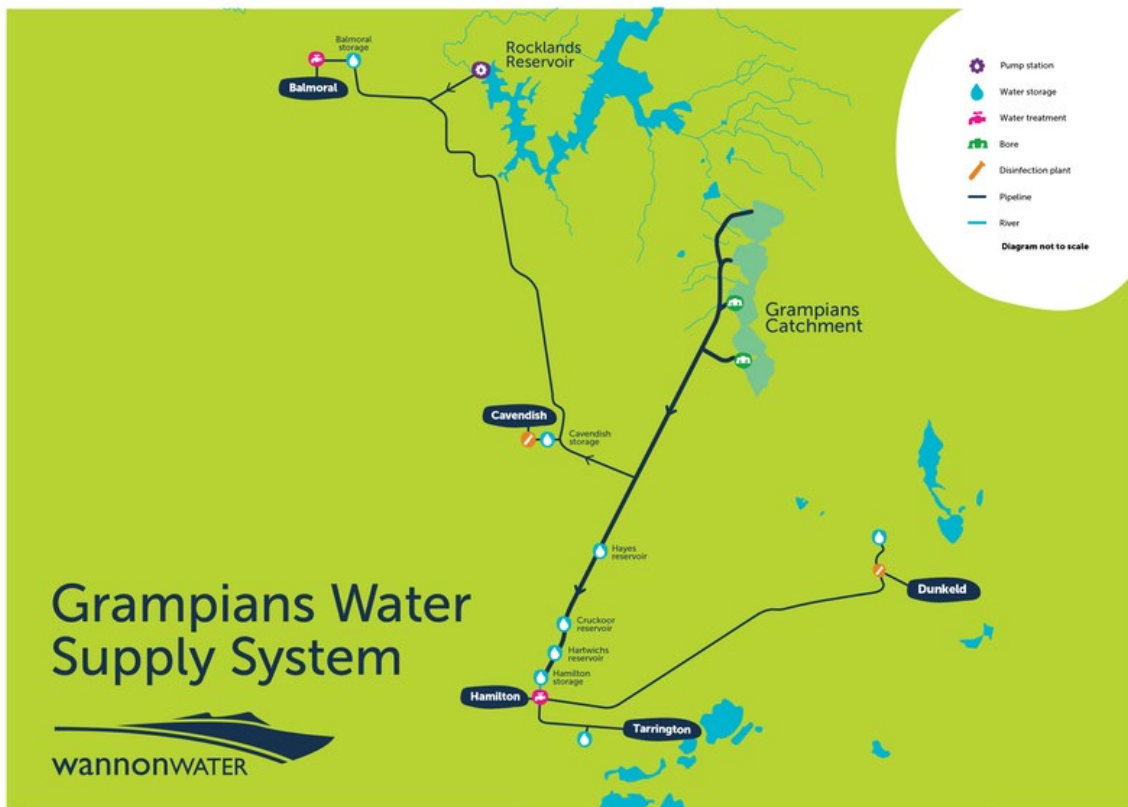 Balmoral
storage
Balmoral
Rocklands
Reservoir
Pump station
Water storage
Water treatment
Bore
Disinfection plant
Pipeline
River
Diagram not to scale
Grampians
Catchment
Cavendish
Cavendish
storage
Hayes
reservoir
Dunkeld
Cruckoor
reservoir
Hartwichs
reservoir
Hamilton
storage
Hamilton
Tarrington
Grampians Water
Supply System
wannonWATER